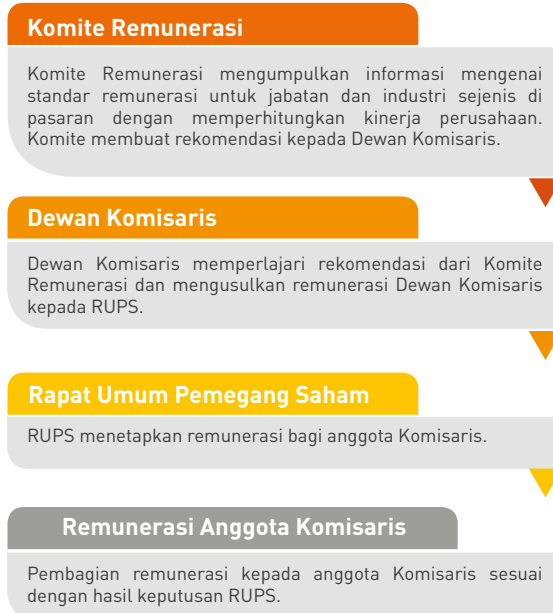 Komite Remunerasi
Komite Remunerasi mengumpulkan informasi mengenai
standar remunerasi untuk jabatan dan industri sejenis di
pasaran dengan memperhitungkan kinerja perusahaan.
Komite membuat rekomendasi kepada Dewan Komisaris.
Dewan Komisaris
Dewan Komisaris memperlajari rekomendasi dari Komite
Remunerasi dan mengusulkan remunerasi Dewan Komisaris
kepada RUPS.
Rapat Umum Pemegang Saham
RUPS menetapkan remunerasi bagi anggota Komisaris.
Remunerasi Anggota Komisaris
Pembagian remunerasi kepada anggota Komisaris sesuai
dengan hasil keputusan RUPS.